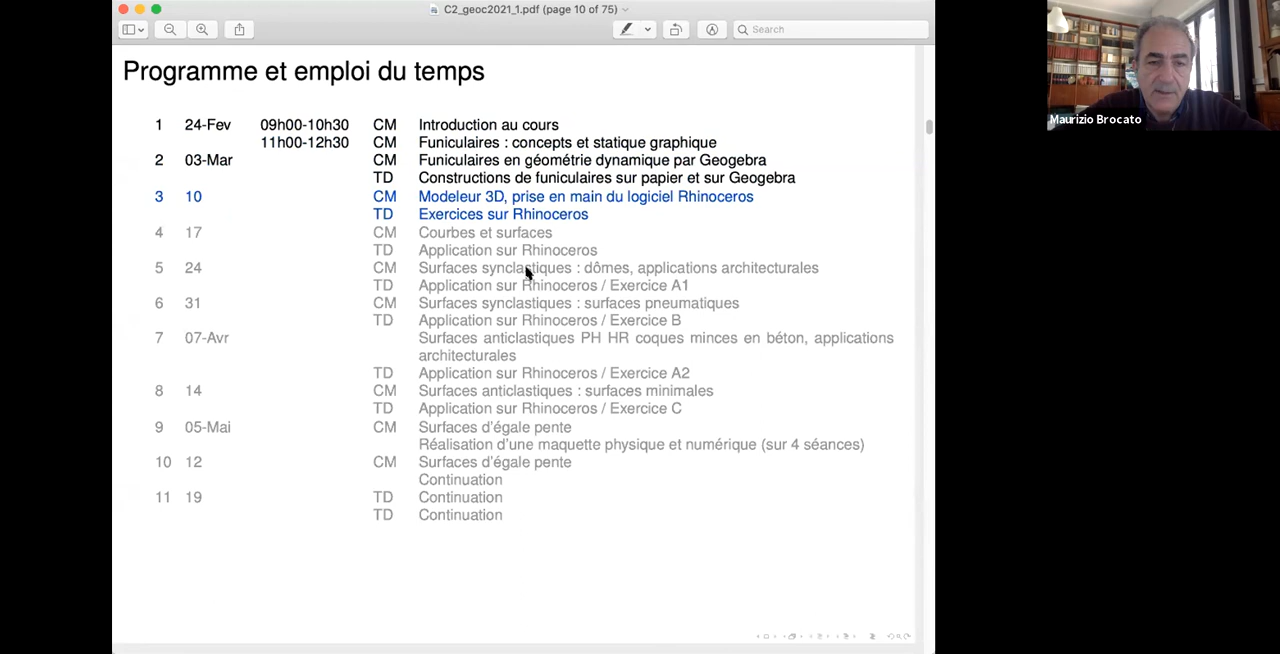 C2_geoc2021_1.pdf (page 10 of 75)
Search
Programme et emploi du temps
1 24-Fev 09h00-10h30 CM Introduction au cours
11h00-12h30 CM Funiculaires : concepts et statique graphique
2 03-Mar CM Funiculaires en géométrie dynamique par Geogebra
TD Constructions de funiculaires sur papier et sur Geogebra
3 10 CM Modeleur 3D, prise en main du logiciel Rhinoceros
TD Exercices sur Rhinoceros
4 17 CM Courbes et surfaces
TD Application sur Rhinoceros
5 24 CM Surfaces synclastiques : dômes, applications architecturales
TD Application sur Rhinoceros / Exercice A1
6 31 CM Surfaces synclastiques : surfaces pneumatiques
TD Application sur Rhinoceros / Exercice B
7 07-Avr Surfaces anticlastiques PH HR coques minces en béton, applications
architecturales
TD Application sur Rhinoceros / Exercice A2
8 14 CM Surfaces anticlastiques : surfaces minimales
TD Application sur Rhinoceros / Exercice C
9 05-Mai CM Surfaces d'égale pente
Réalisation d'une maquette physique et numérique (sur 4 séances)
10 12 CM Surfaces d'égale pente
Continuation
11 19 TD Continuation
TD Continuation
Maurizio Brocato